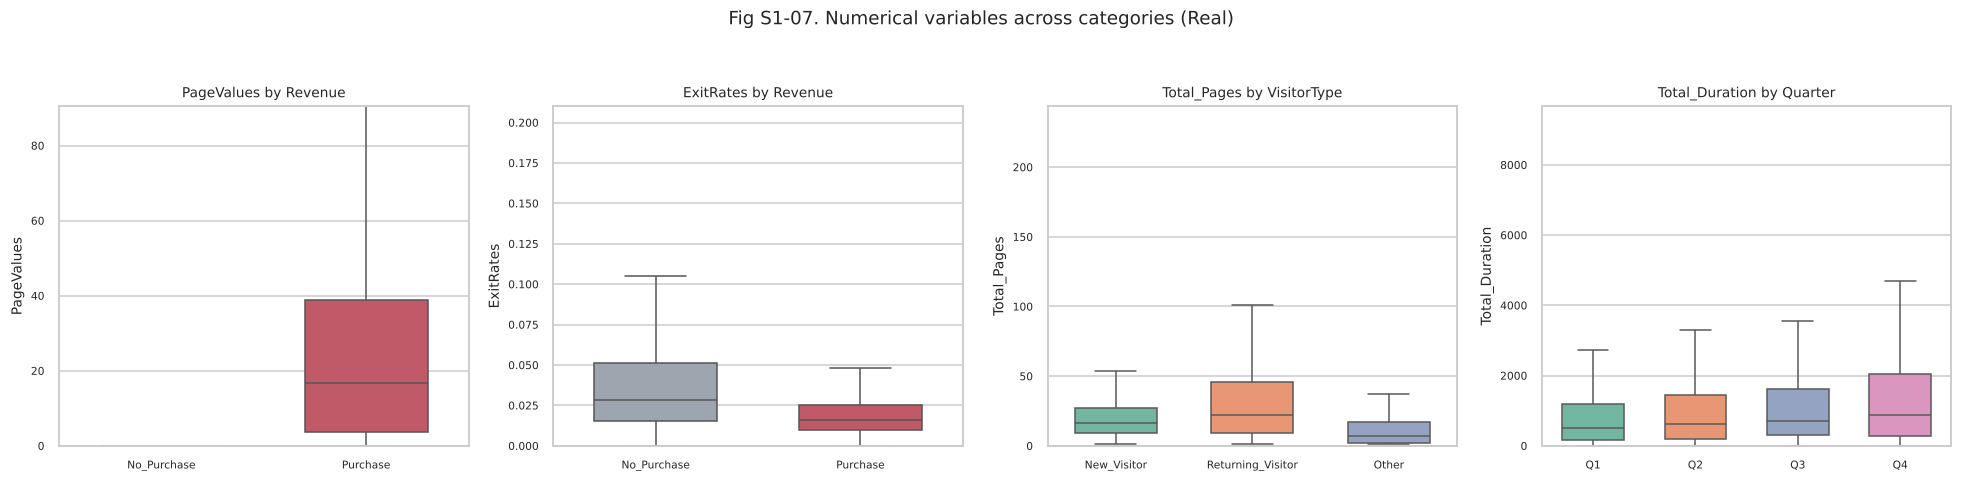 Fig S1-07. Numerical variables across categories (Real)
PageValues by Revenue
PageValues
80
60
40
20
0
No_Purchase
Purchase
ExitRates by Revenue
ExitRates
0.200
0.175
0.150
0.125
0.100
0.075
0.050
0.025
0.000
No_Purchase
Purchase
Total_Pages by VisitorType
Total_Pages
200
150
100
50
0
New_Visitor
Returning_Visitor
Other
Total_Duration by Quarter
Total_Duration
8000
6000
4000
2000
0
Q1
Q2
Q3
Q4